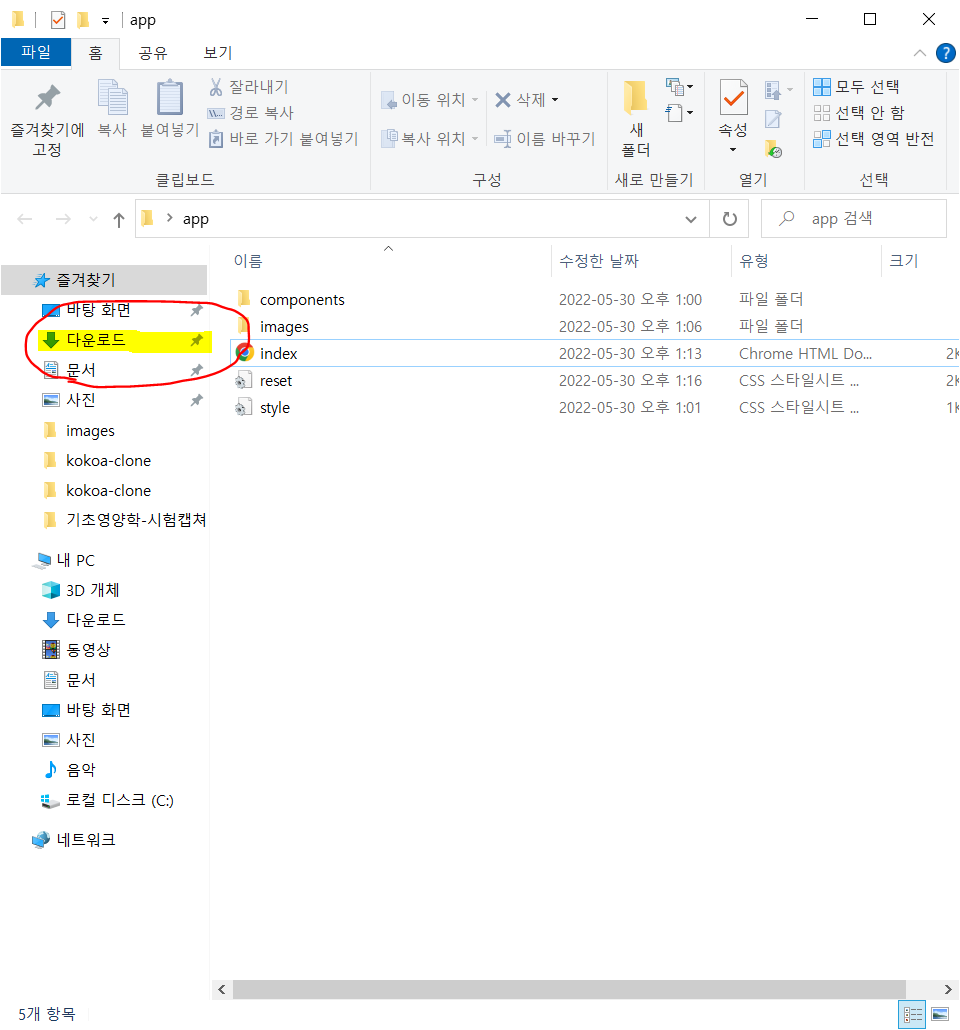 app
파일 홈 공유 보기
즐겨찾기에 고정
복사
붙여넣기
잘라내기
경로 복사
바로 가기 붙여넣기
클립보드
이동 위치
복사 위치
삭제
이름 바꾸기
구성
새 폴더
새로 만들기
속성
열기
모두 선택
선택 안 함
선택 영역 반전
선택
app
app 검색
이름 수정한 날짜 유형 크기
components 2022-05-30 오후 1:00 파일 폴더
images 2022-05-30 오후 1:06 파일 폴더
index 2022-05-30 오후 1:13 Chrome HTML Do... 2K
reset 2022-05-30 오후 1:16 CSS 스타일시트 ... 2K
style 2022-05-30 오후 1:01 CSS 스타일시트 ... 1K
즐겨찾기
바탕 화면
다운로드
문서
사진
images
kokoa-clone
kokoa-clone
기초영양학-시험캡쳐
내 PC
3D 개체
다운로드
동영상
문서
바탕 화면
사진
음악
로컬 디스크 (C:)
네트워크
5개 항목